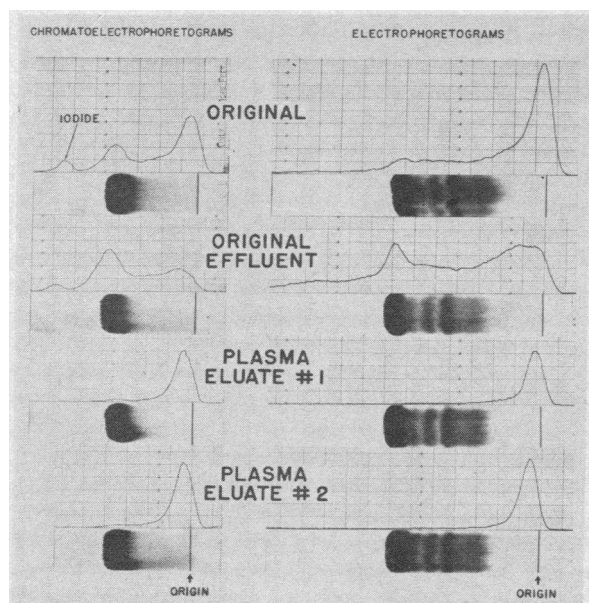 CHROMATOELECTROPHORETOGRAMS
ELECTROPHORETOGRAMS
IODIDE
ORIGINAL
ORIGINAL
EFFLUENT
PLASMA
ELUATE #1
PLASMA
ELUATE #2
ORIGIN
ORIGIN